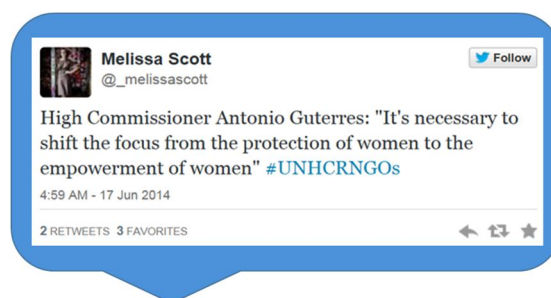 Melissa Scott
Follow
@_melissascott
High Commissioner Antonio Guterres: "It's necessary to
shift the focus from the protection of women to the
empowerment of women" #UNHCRNGOs
4:59 AM - 17 Jun 2014
2 RETWEETS 3 FAVORITES